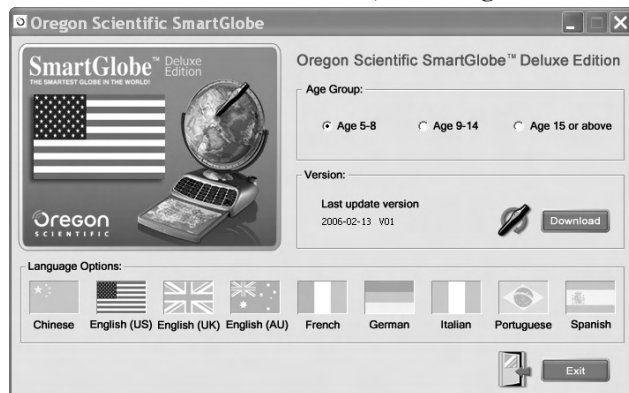 Oregon Scientific SmartGlobe
SmartGlobe™ Deluxe Edition
THE SMARTEST GLOBE IN THE WORLD!
Oregon
SCIENTIFIC
Oregon Scientific SmartGlobe™ Deluxe Edition
Age Group:
Age 5-8 Age 9-14 Age 15 or above
Version:
Last update version
2006-02-13 V01
Download
Language Options:
Chinese English (US) English (UK) English (AU) French German Italian Portuguese Spanish
Exit